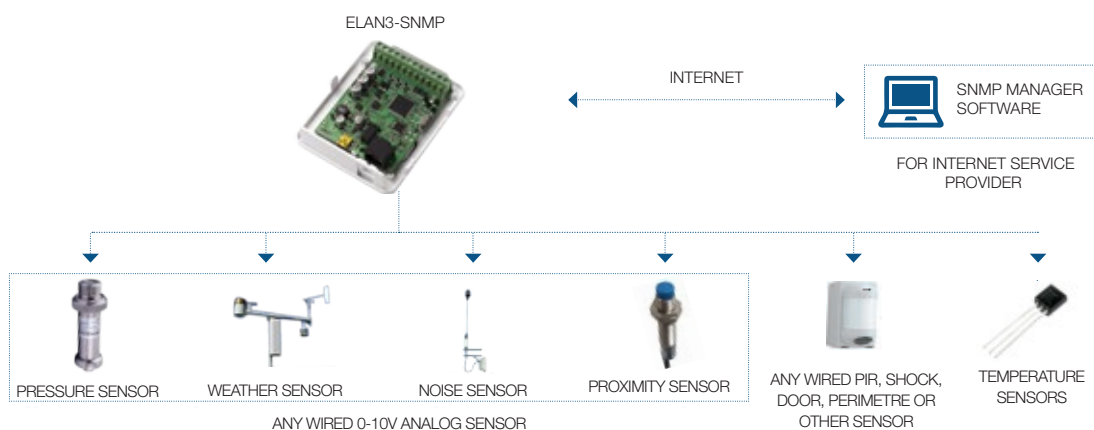 ELAN3-SNMP
INTERNET
SNMP MANAGER
SOFTWARE
FOR INTERNET SERVICE
PROVIDER
PRESSURE SENSOR
WEATHER SENSOR
NOISE SENSOR
PROXIMITY SENSOR
ANY WIRED 0-10V ANALOG SENSOR
ANY WIRED PIR, SHOCK,
DOOR, PERIMETRE OR
OTHER SENSOR
TEMPERATURE
SENSORS